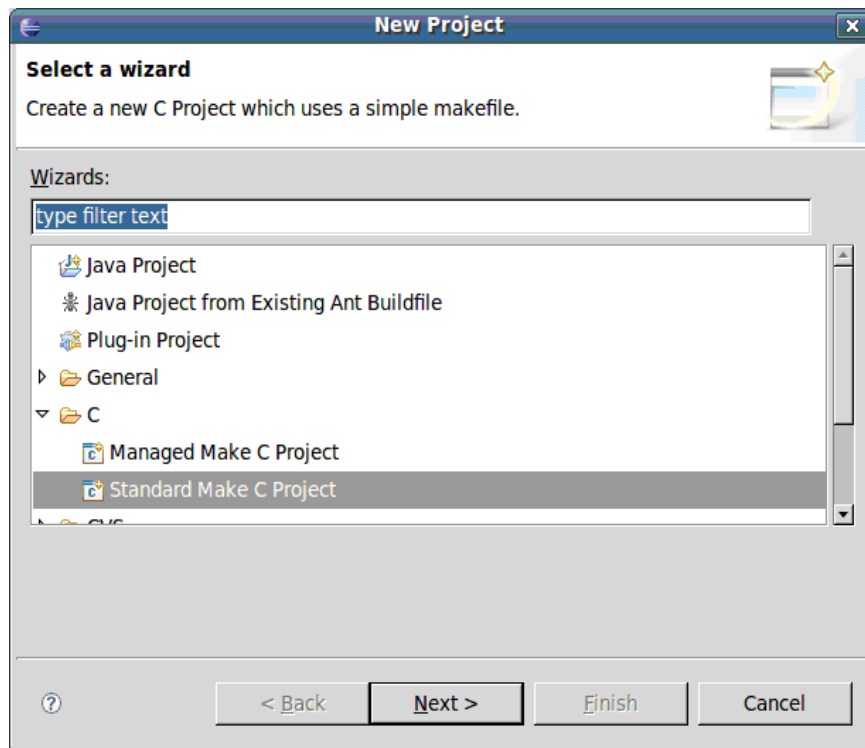 New Project
Select a wizard
Create a new C Project which uses a simple makefile.
Wizards:
type filter text
Java Project
Java Project from Existing Ant Buildfile
Plug-in Project
General
C
Managed Make C Project
Standard Make C Project
CVS
< Back Next > Finish Cancel